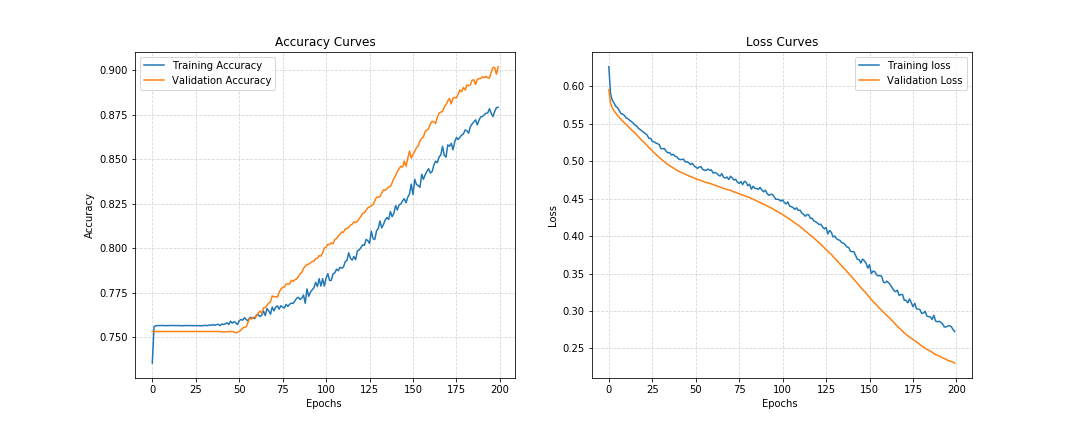 Accuracy Curves
Training Accuracy
Validation Accuracy
Accuracy
0.900
0.875
0.850
0.825
0.800
0.775
0.750
0 25 50 75 100 125 150 175 200
Epochs
Loss Curves
Training loss
Validation Loss
Loss
0.60
0.55
0.50
0.45
0.40
0.35
0.30
0.25
0 25 50 75 100 125 150 175 200
Epochs